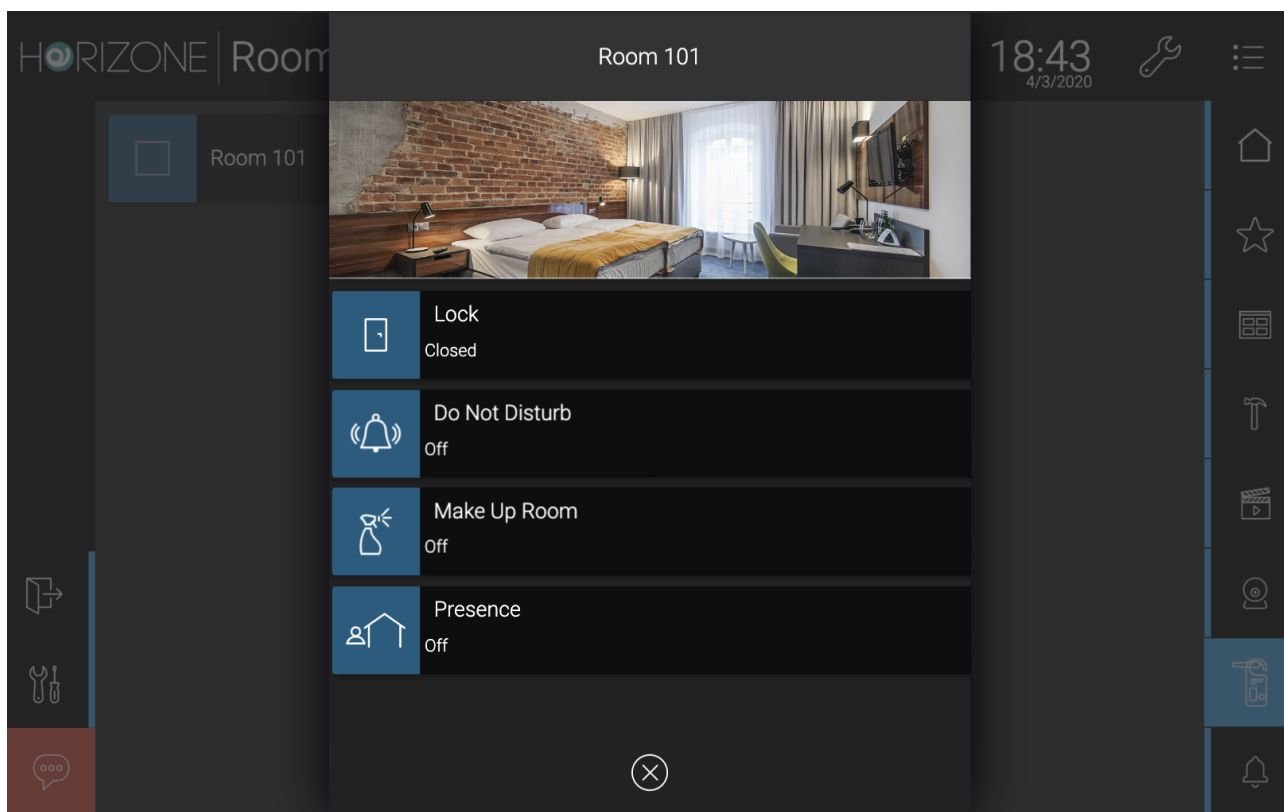 HORIZONE
Room
Room 101
18:43
4/3/2020
Room 101
Lock
Closed
Do Not Disturb
Off
Make Up Room
Off
Presence
Off